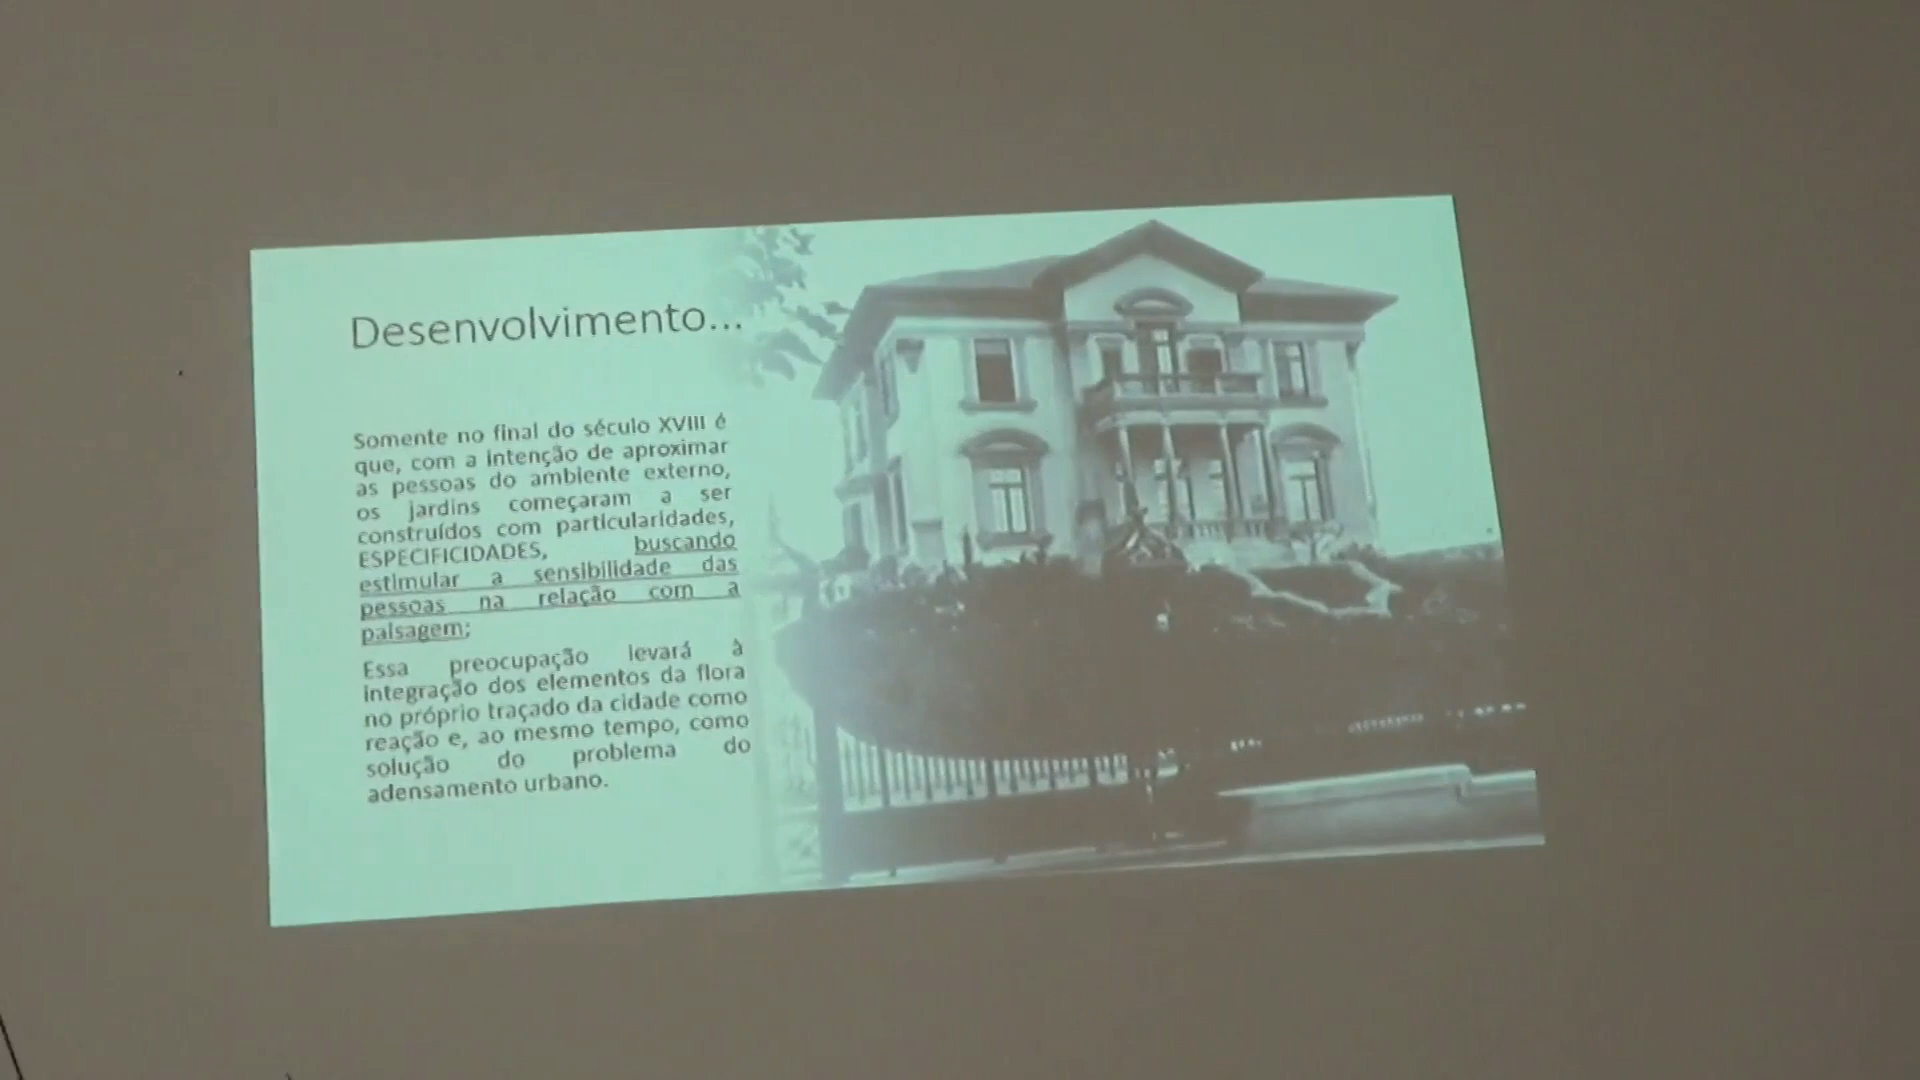 Desenvolvimento...
Somente no final do século XVIII é
que, com a intenção de aproximar
as pessoas do ambiente externo,
os jardins começaram a ser
construídos com particularidades,
ESPECIFICIDADES, buscando
estimular a sensibilidade das
pessoas na relação com a
paisagem;
Essa preocupação levará à
integração dos elementos da flora
no próprio traçado da cidade como
reação e, ao mesmo tempo, como
solução do problema do
adensamento urbano.